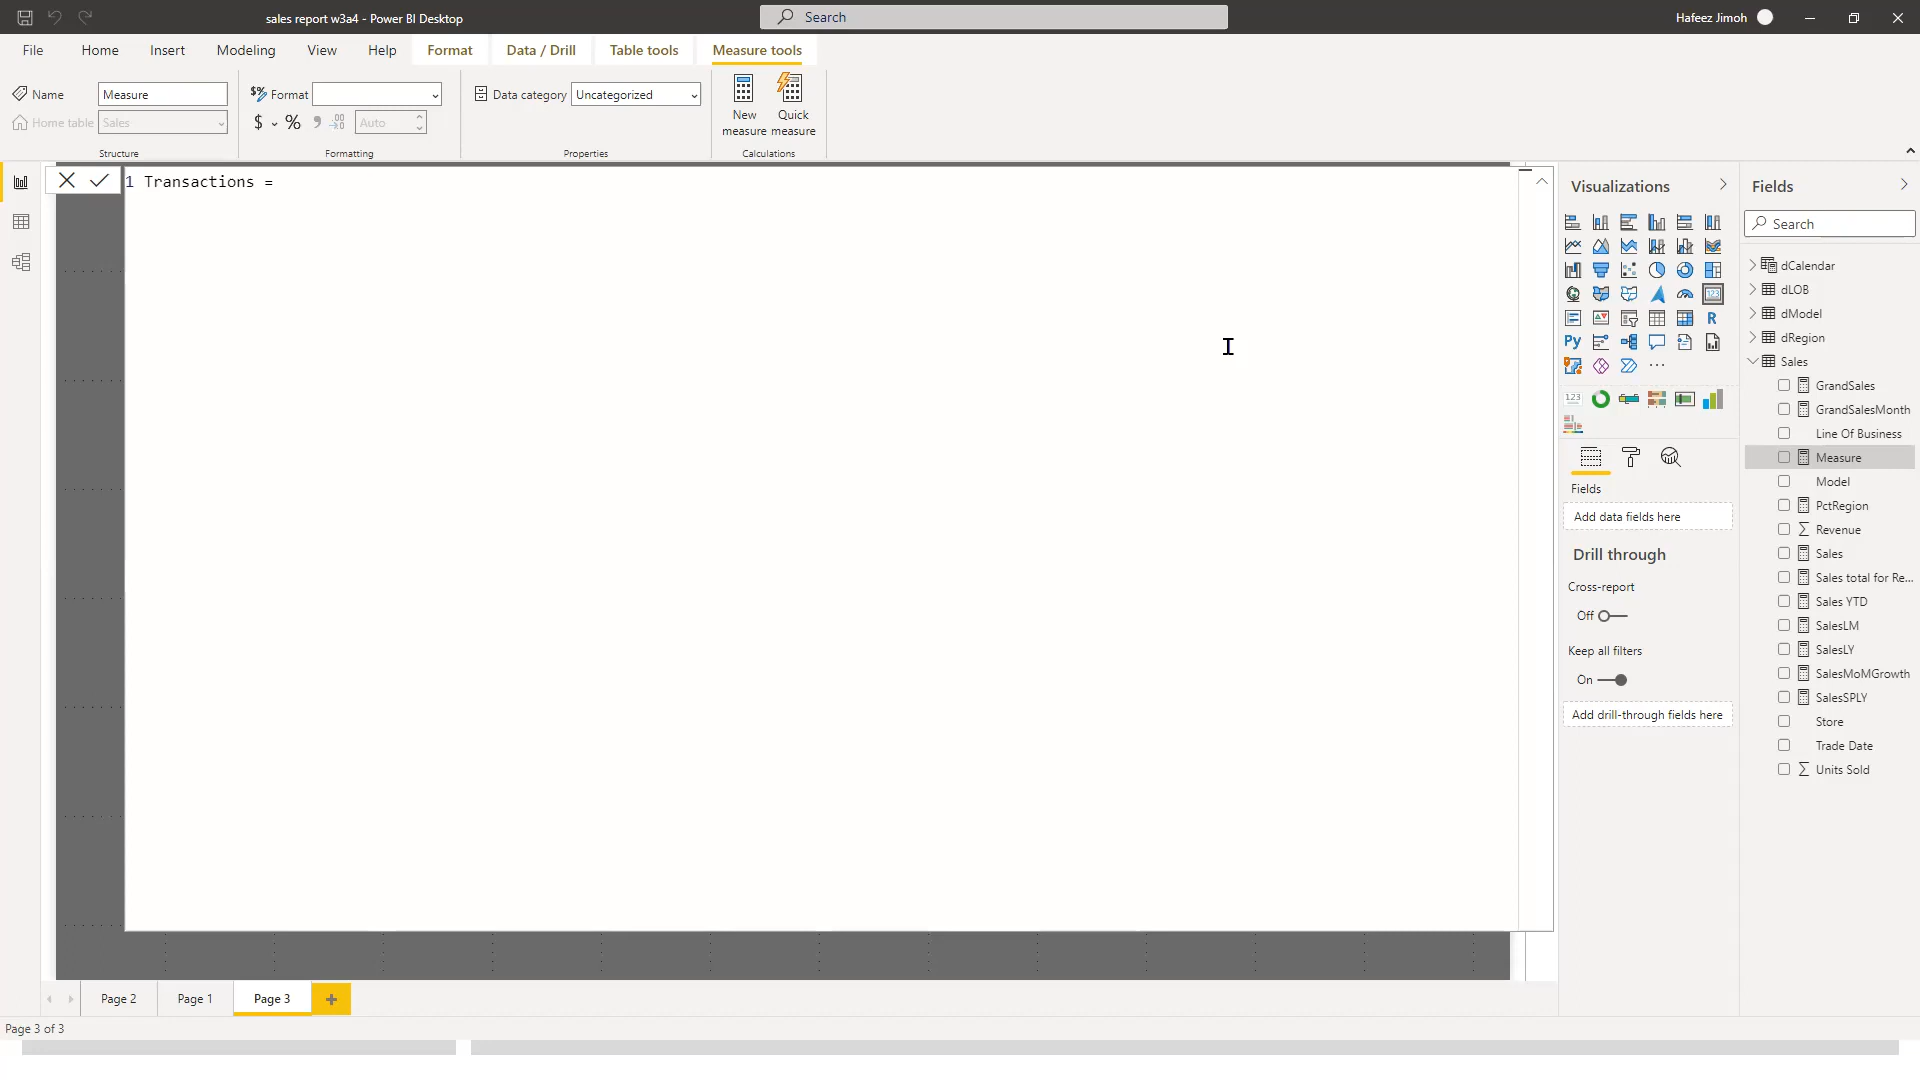 sales report w3a4 - Power BI Desktop
Search
Hafeez Jimoh
File Home Insert Modeling View Help Format Data / Drill Table tools Measure tools
Name Measure
Home table Sales
Structure
$% Format
$ % 9 .00 Auto
Formatting
Data category Uncategorized
Properties
New measure
Quick measure
Calculations
1 Transactions =
Visualizations
123
R
Py
...
123
Fields
Add data fields here
Drill through
Cross-report
Off
Keep all filters
On
Add drill-through fields here
Fields
Search
dCalendar
dLOB
dModel
dRegion
Sales
GrandSales
GrandSalesMonth
Line Of Business
Measure
Model
PctRegion
Σ Revenue
Sales
Sales total for Re...
Sales YTD
SalesLM
SalesLY
SalesMoMGrowth
SalesSPLY
Store
Trade Date
Σ Units Sold
Page 2 Page 1 Page 3 +
Page 3 of 3